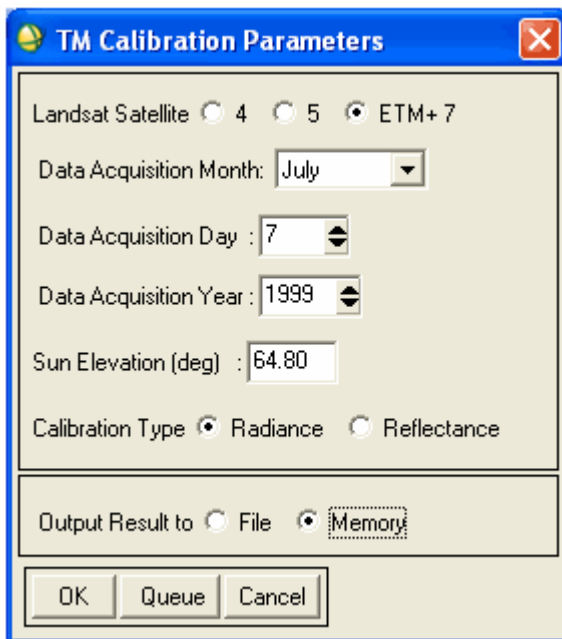 TM Calibration Parameters
Landsat Satellite 4 5 ETM+ 7
Data Acquisition Month: July
Data Acquisition Day : 7
Data Acquisition Year : 1999
Sun Elevation (deg) : 64.80
Calibration Type Radiance Reflectance
Output Result to File Memory
OK Queue Cancel